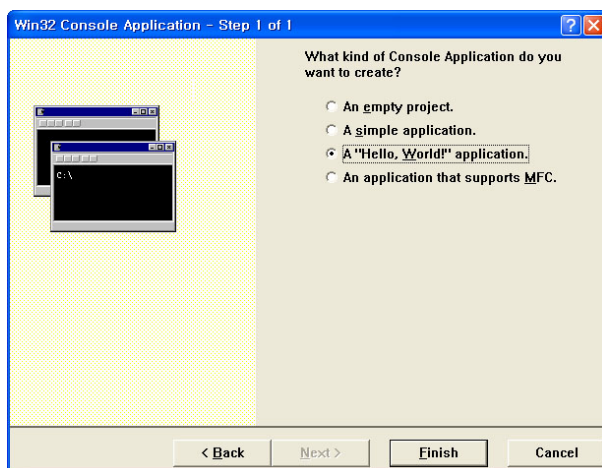 Win32 Console Application - Step 1 of 1
What kind of Console Application do you
want to create?
An empty project.
A simple application.
A "Hello, World!" application.
An application that supports MFC.
C:\
< Back
Next >
Finish
Cancel